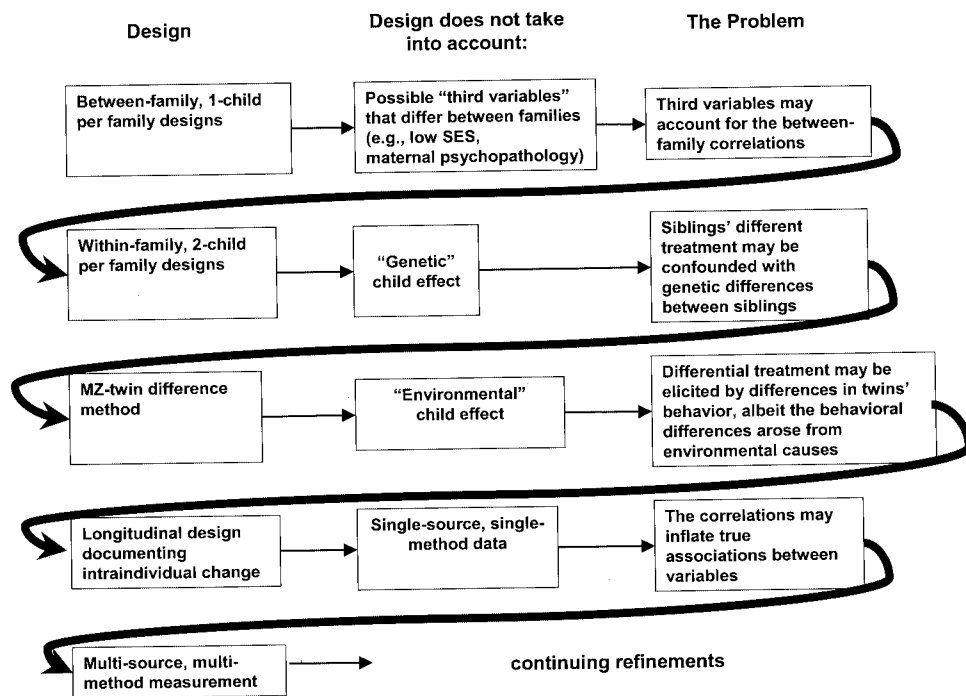 Design
Design does not take
into account:
The Problem
Between-family, 1-child
per family designs
Possible “third variables”
that differ between families
(e.g., low SES,
maternal psychopathology)
Third variables may
account for the between-
family correlations
Within-family, 2-child
per family designs
“Genetic”
child effect
Siblings’ different
treatment may be
confounded with
genetic differences
between siblings
MZ-twin difference
method
“Environmental”
child effect
Differential treatment may be
elicited by differences in twins’
behavior, albeit the behavioral
differences arose from
environmental causes
Longitudinal design
documenting
intraindividual change
Single-source, single-
method data
The correlations may
inflate true
associations between
variables
Multi-source, multi-
method measurement
continuing refinements